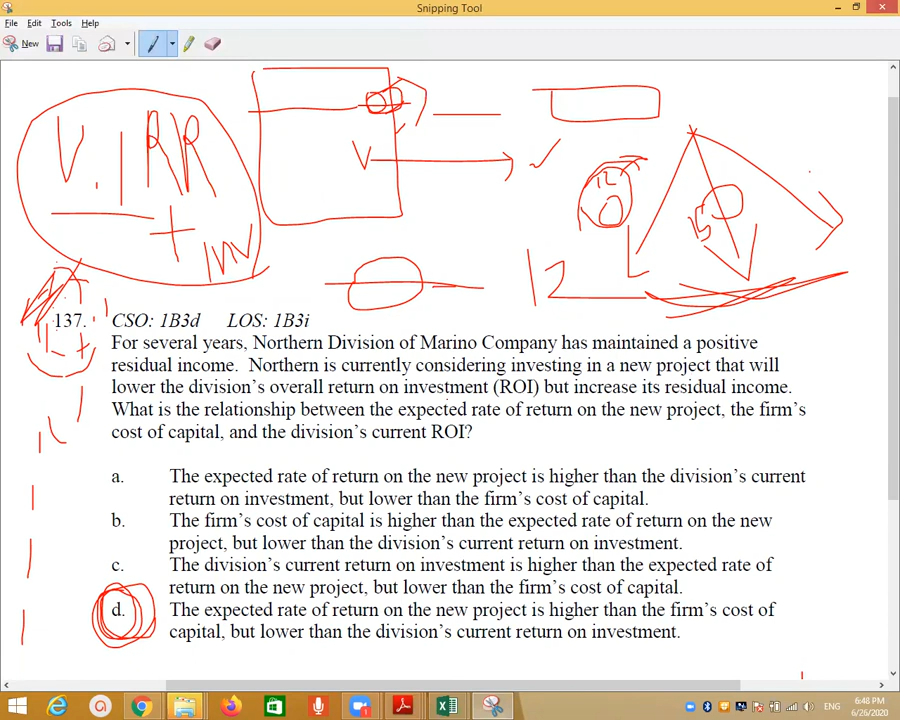 Snipping Tool
File Edit Tools Help
New
V. IRR
+ INV
V
12
0
15
12
137. CSO: 1B3d LOS: 1B3i
For several years, Northern Division of Marino Company has maintained a positive
residual income. Northern is currently considering investing in a new project that will
lower the division's overall return on investment (ROI) but increase its residual income.
What is the relationship between the expected rate of return on the new project, the firm's
cost of capital, and the division's current ROI?
a. The expected rate of return on the new project is higher than the division's current
return on investment, but lower than the firm's cost of capital.
b. The firm's cost of capital is higher than the expected rate of return on the new
project, but lower than the division's current return on investment.
c. The division's current return on investment is higher than the expected rate of
return on the new project, but lower than the firm's cost of capital.
d. The expected rate of return on the new project is higher than the firm's cost of
capital, but lower than the division's current return on investment.
ENG
6:48 PM
6/26/2020